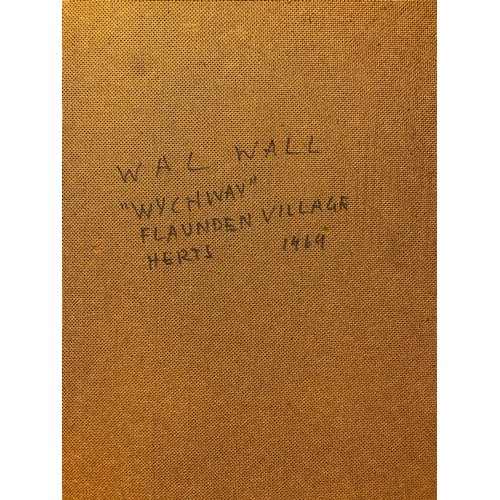 WAL WALL
"WYCHWAY"
FLAUNDEN VILLAGE
HERTS 1969